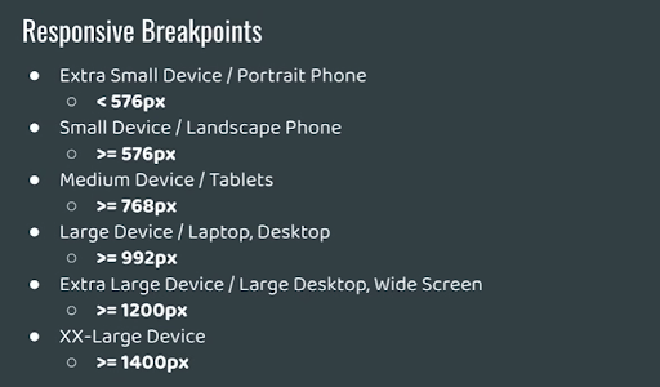 Responsive Breakpoints
● Extra Small Device / Portrait Phone
○ < 576px
● Small Device / Landscape Phone
○ >= 576px
● Medium Device / Tablets
○ >= 768px
● Large Device / Laptop, Desktop
○ >= 992px
● Extra Large Device / Large Desktop, Wide Screen
○ >= 1200px
● XX-Large Device
○ >= 1400px